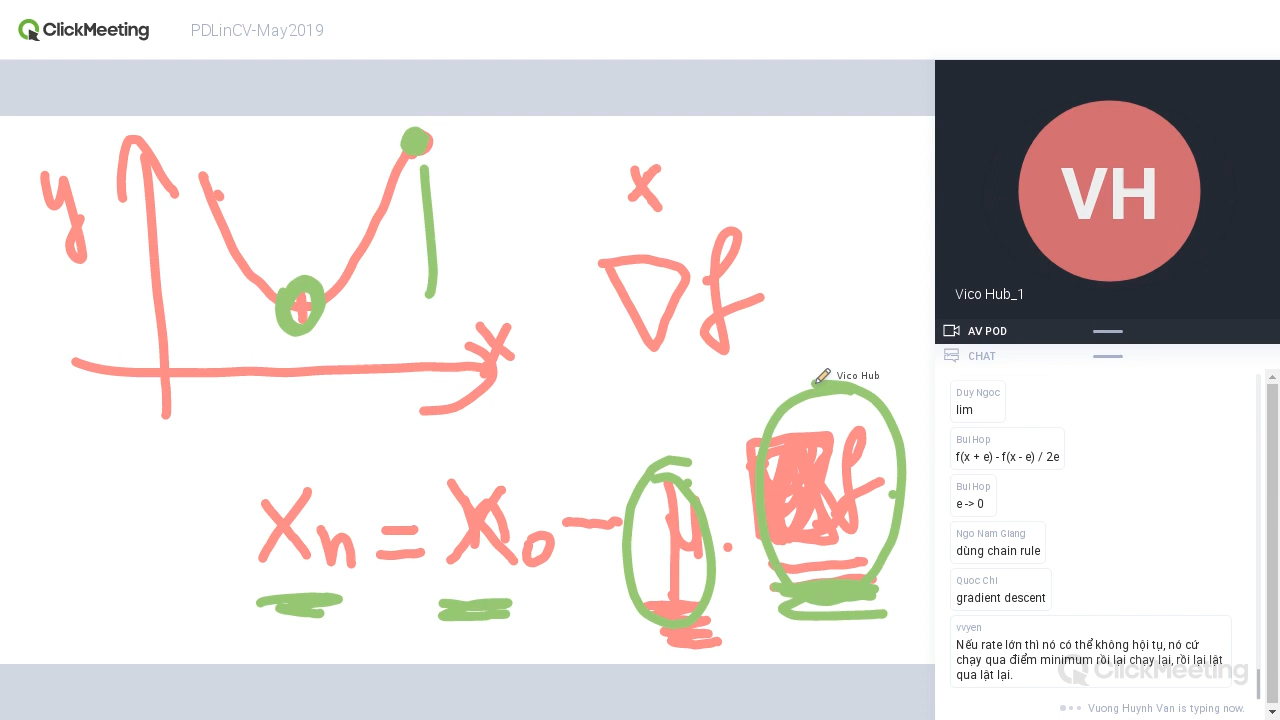 ClickMeeting
PDLinCV-May2019
y
x
x
∇f
Vico Hub
Xn = Xo - μ . f
VH
Vico Hub_1
AV POD
CHAT
Duy Ngoc
lim
Bui Hop
f(x + e) - f(x - e) / 2e
Bui Hop
e -> 0
Ngo Nam Giang
dùng chain rule
Quoc Chi
gradient descent
vvyen
Nếu rate lớn thì nó có thể không hội tụ, nó cứ
chạy qua điểm minimum rồi lại chạy lại, rồi lại lật
qua lật lại.
ClickMeeting
Vuong Huynh Van is typing now.